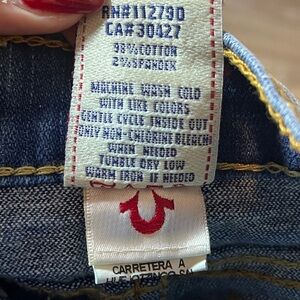 RN#112790
CA#30427
98%COTTON
2%SPANDEX
MACHINE WASH COLD
WITH LIKE COLORS
GENTLE CYCLE INSIDE OUT
ONLY NON-CHLORINE BLEACH
WHEN NEEDED
TUMBLE DRY LOW
WARM IRON IF NEEDED
CARRETERA A